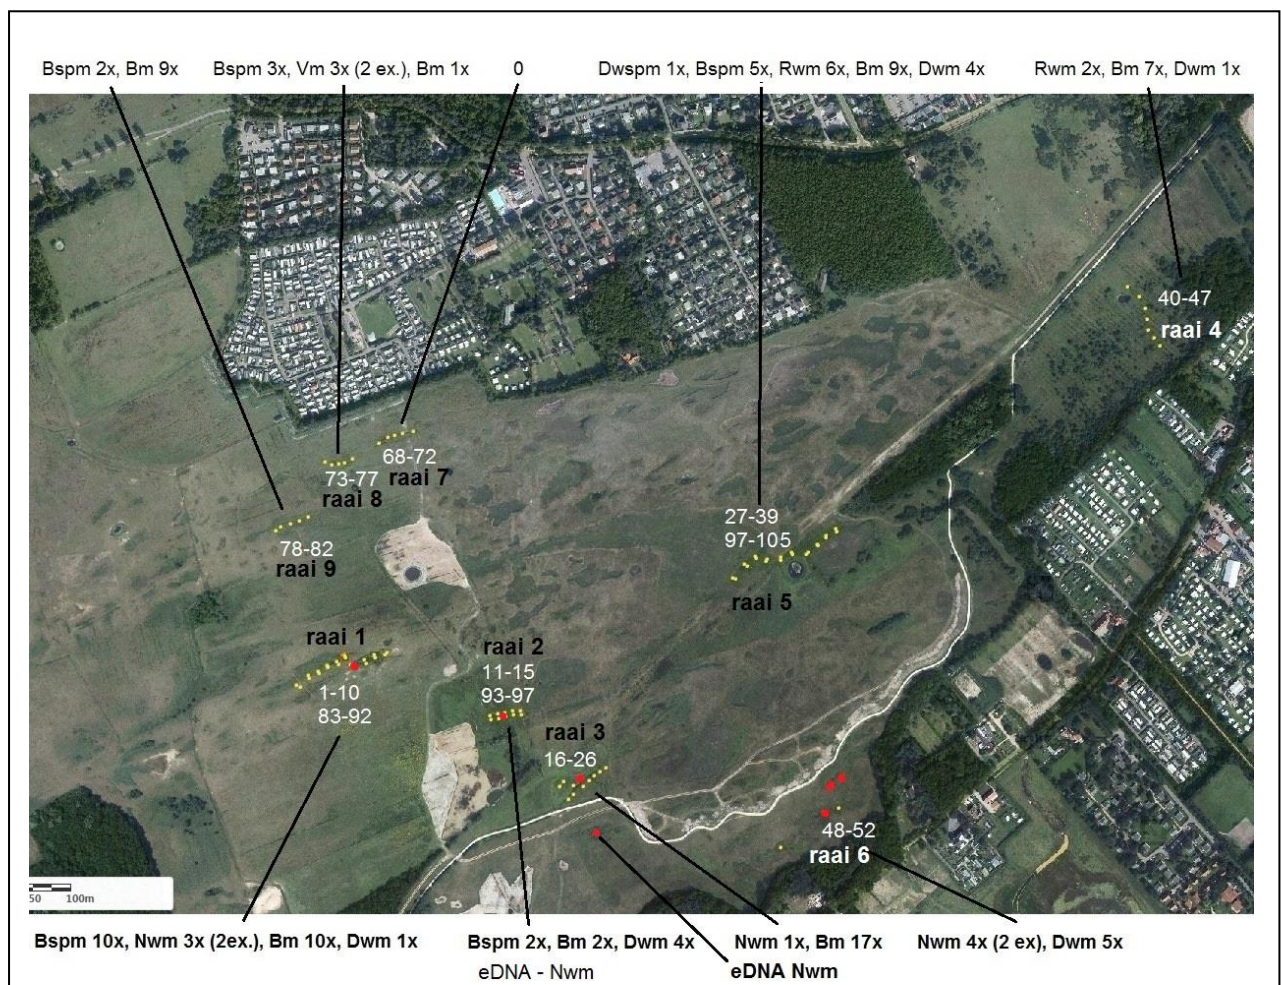 Bspm 2x, Bm 9x
Bspm 3x, Vm 3x (2 ex.), Bm 1x
0
Dwspm 1x, Bspm 5x, Rwm 6x, Bm 9x, Dwm 4x
Rwm 2x, Bm 7x, Dwm 1x
40-47
raai 4
68-72
raai 7
73-77
raai 8
27-39
97-105
raai 5
78-82
raai 9
raai 1
1-10
83-92
raai 2
11-15
93-97
raai 3
16-26
48-52
raai 6
50 100m
Bspm 10x, Nwm 3x (2ex.), Bm 10x, Dwm 1x
Bspm 2x, Bm 2x, Dwm 4x
eDNA - Nwm
Nwm 1x, Bm 17x
eDNA Nwm
Nwm 4x (2 ex), Dwm 5x